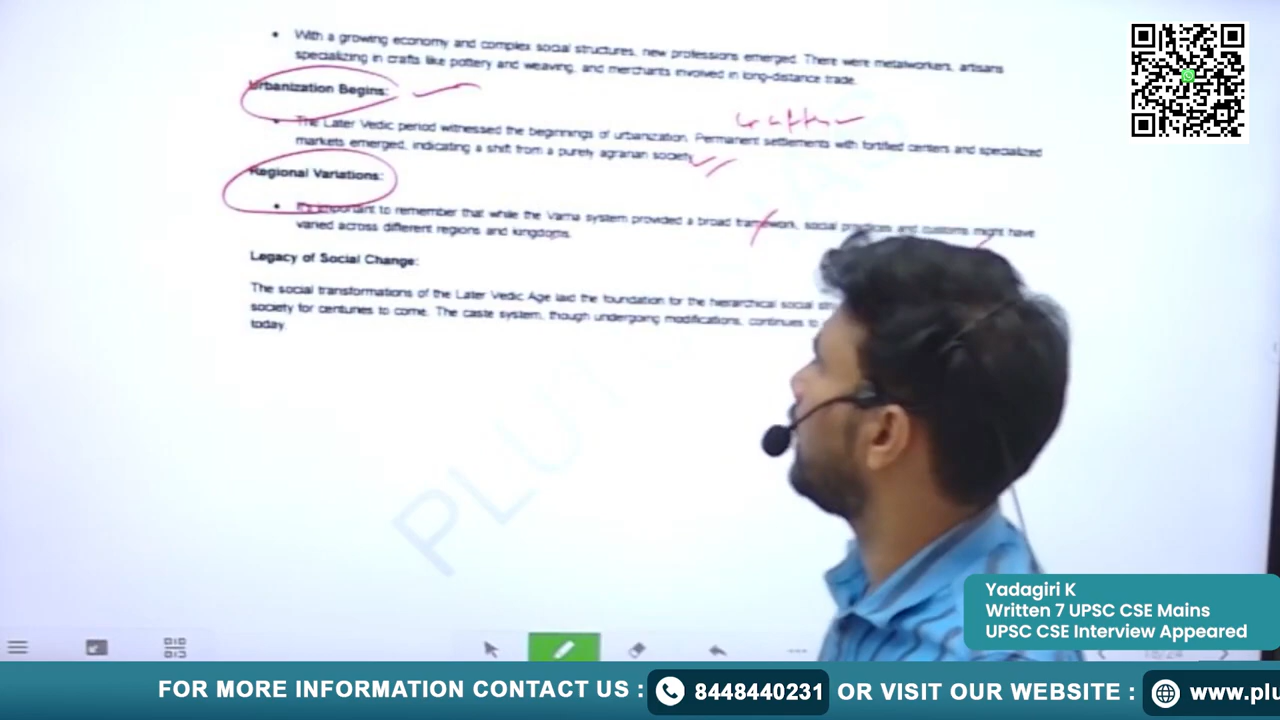 • With a growing economy and complex social structures, new professions emerged. There were metalworkers, artisans
specializing in crafts like pottery and weaving, and merchants involved in long-distance trade.
Urbanization Begins:
• The Later Vedic period witnessed the beginnings of urbanization. Permanent settlements with fortified centers and specialized
markets emerged, indicating a shift from a purely agrarian society.
Regional Variations:
• It's important to remember that while the Varna system provided a broad framework, social practices and customs might have
varied across different regions and kingdoms.
Legacy of Social Change:
The social transformations of the Later Vedic Age laid the foundation for the hierarchical social
society for centuries to come. The caste system, though undergoing modifications, continues to
today.
Yadagiri K
Written 7 UPSC CSE Mains
UPSC CSE Interview Appeared
FOR MORE INFORMATION CONTACT US : 8448440231 OR VISIT OUR WEBSITE : www.plu